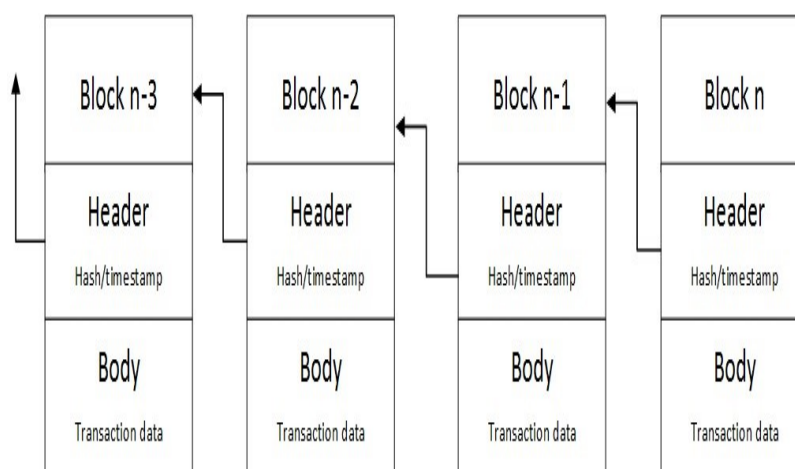 Block n-3
Header
Hash/timestamp
Body
Transaction data
Block n-2
Header
Hash/timestamp
Body
Transaction data
Block n-1
Header
Hash/timestamp
Body
Transaction data
Block n
Header
Hash/timestamp
Body
Transaction data